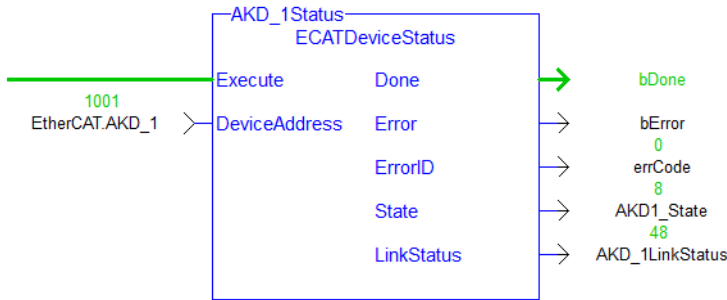 AKD_1Status
ECATDeviceStatus
Execute Done bDone
1001
EtherCAT.AKD_1 DeviceAddress Error bError
0
ErrorID errCode
8
State AKD1_State
48
LinkStatus AKD_1LinkStatus